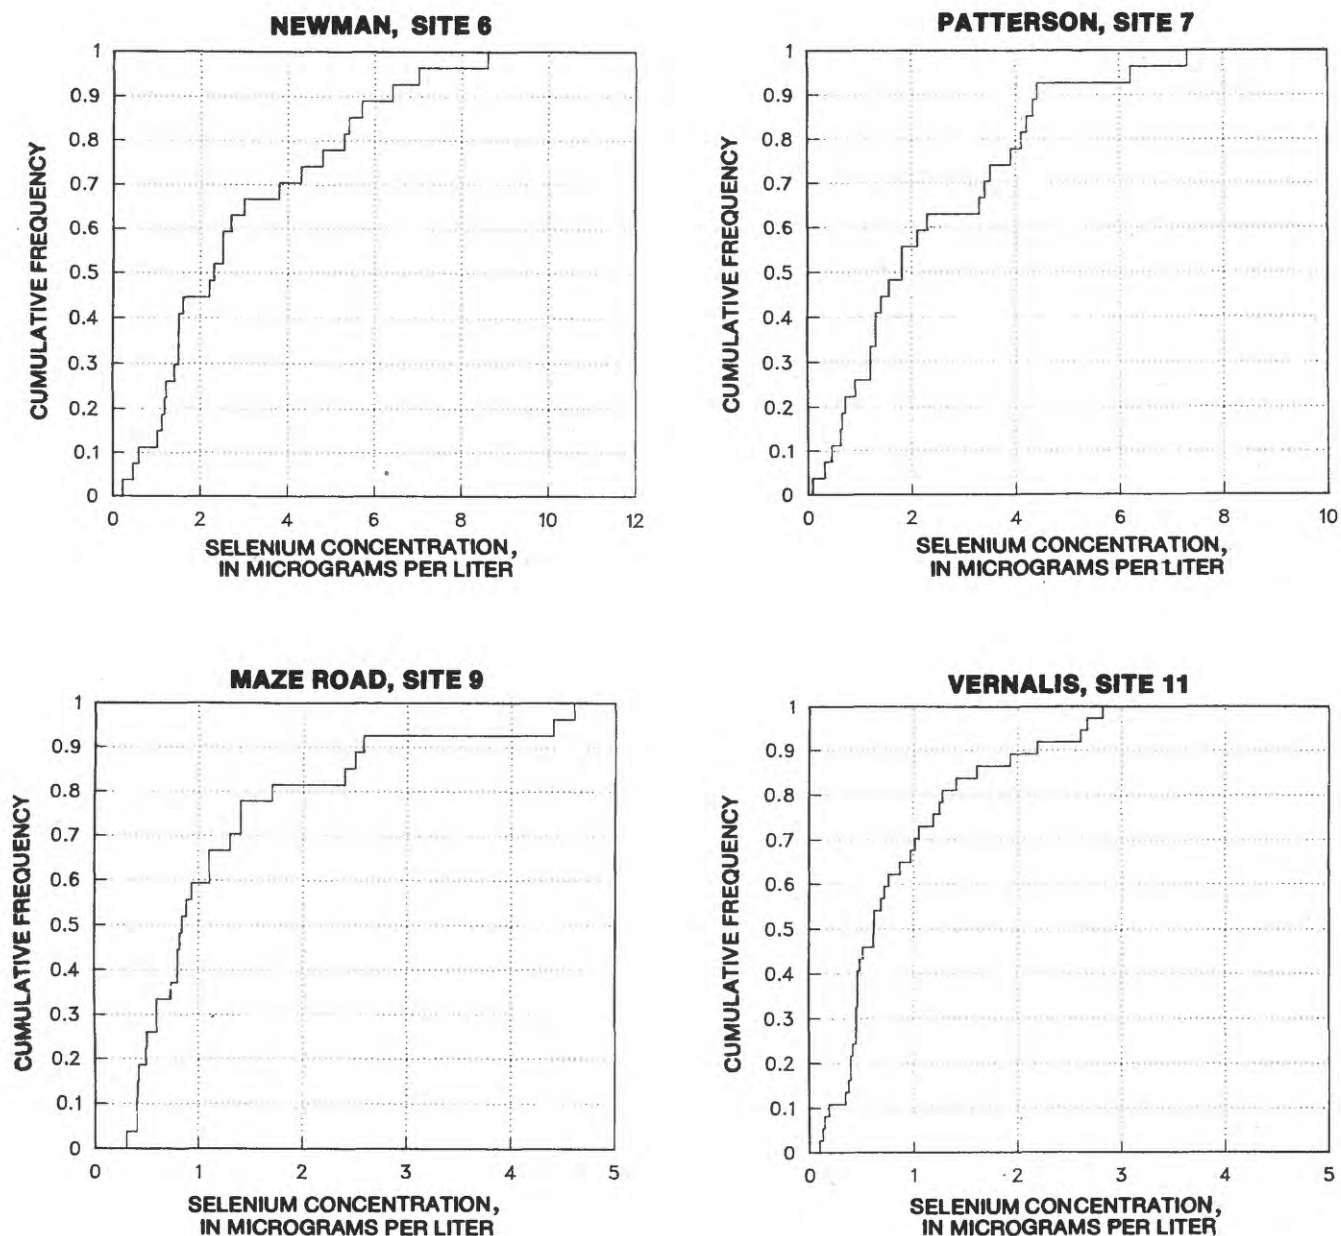 NEWMAN, SITE 6
1
0.9
0.8
0.7
0.6
0.5
0.4
0.3
0.2
0.1
0
CUMULATIVE FREQUENCY
0 2 4 6 8 10 12
SELENIUM CONCENTRATION,
IN MICROGRAMS PER LITER
PATTERSON, SITE 7
1
0.9
0.8
0.7
0.6
0.5
0.4
0.3
0.2
0.1
0
CUMULATIVE FREQUENCY
0 2 4 6 8 10
SELENIUM CONCENTRATION,
IN MICROGRAMS PER LITER
MAZE ROAD, SITE 9
1
0.9
0.8
0.7
0.6
0.5
0.4
0.3
0.2
0.1
0
CUMULATIVE FREQUENCY
0 1 2 3 4 5
SELENIUM CONCENTRATION,
IN MICROGRAMS PER LITER
VERNALIS, SITE 11
1
0.9
0.8
0.7
0.6
0.5
0.4
0.3
0.2
0.1
0
CUMULATIVE FREQUENCY
0 1 2 3 4 5
SELENIUM CONCENTRATION,
IN MICROGRAMS PER LITER